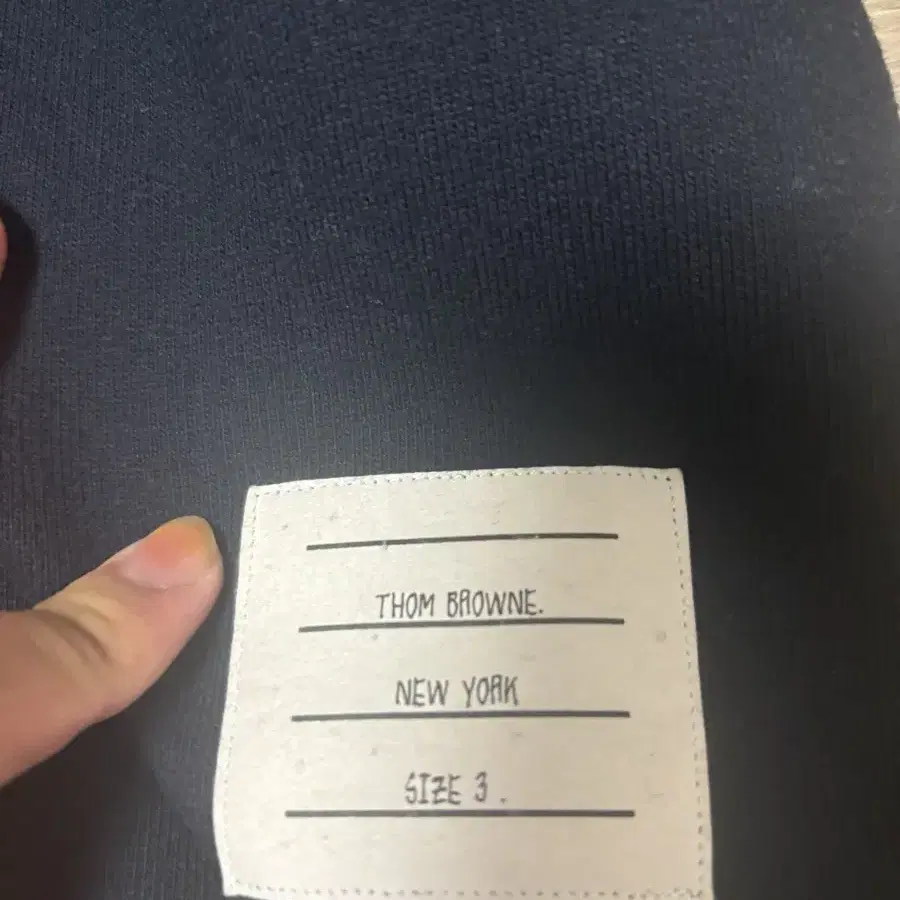 THOM BROWNE.
NEW YORK
SIZE 3 .